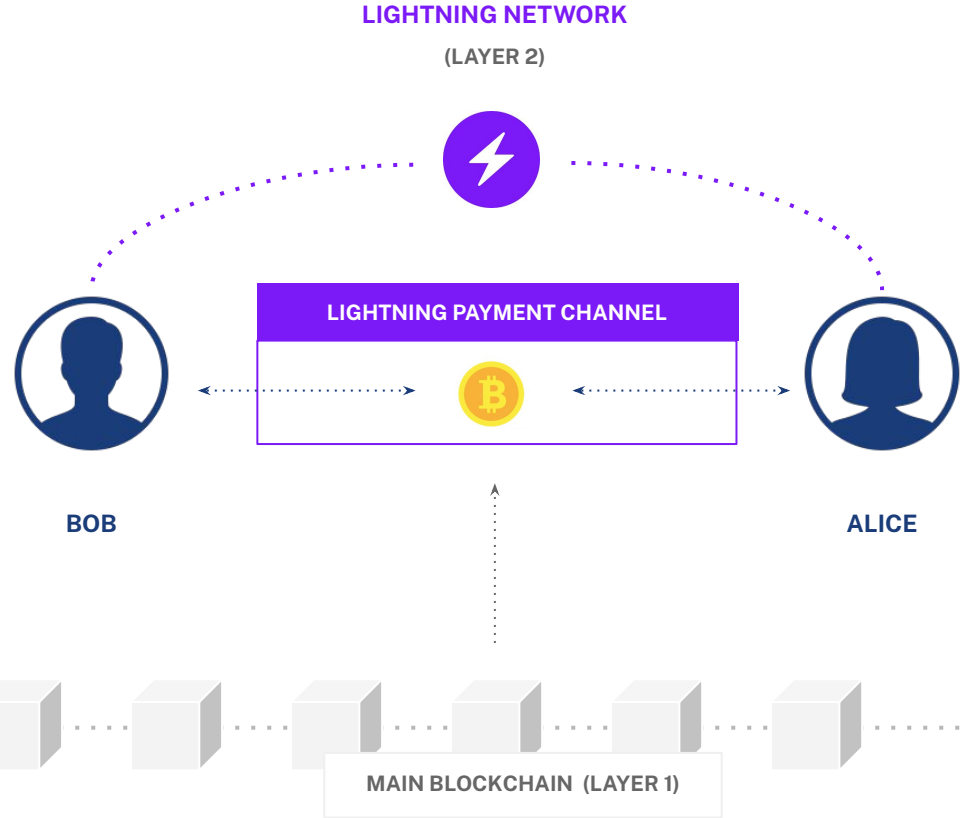 LIGHTNING NETWORK
(LAYER 2)
LIGHTNING PAYMENT CHANNEL
BOB
ALICE
MAIN BLOCKCHAIN (LAYER 1)